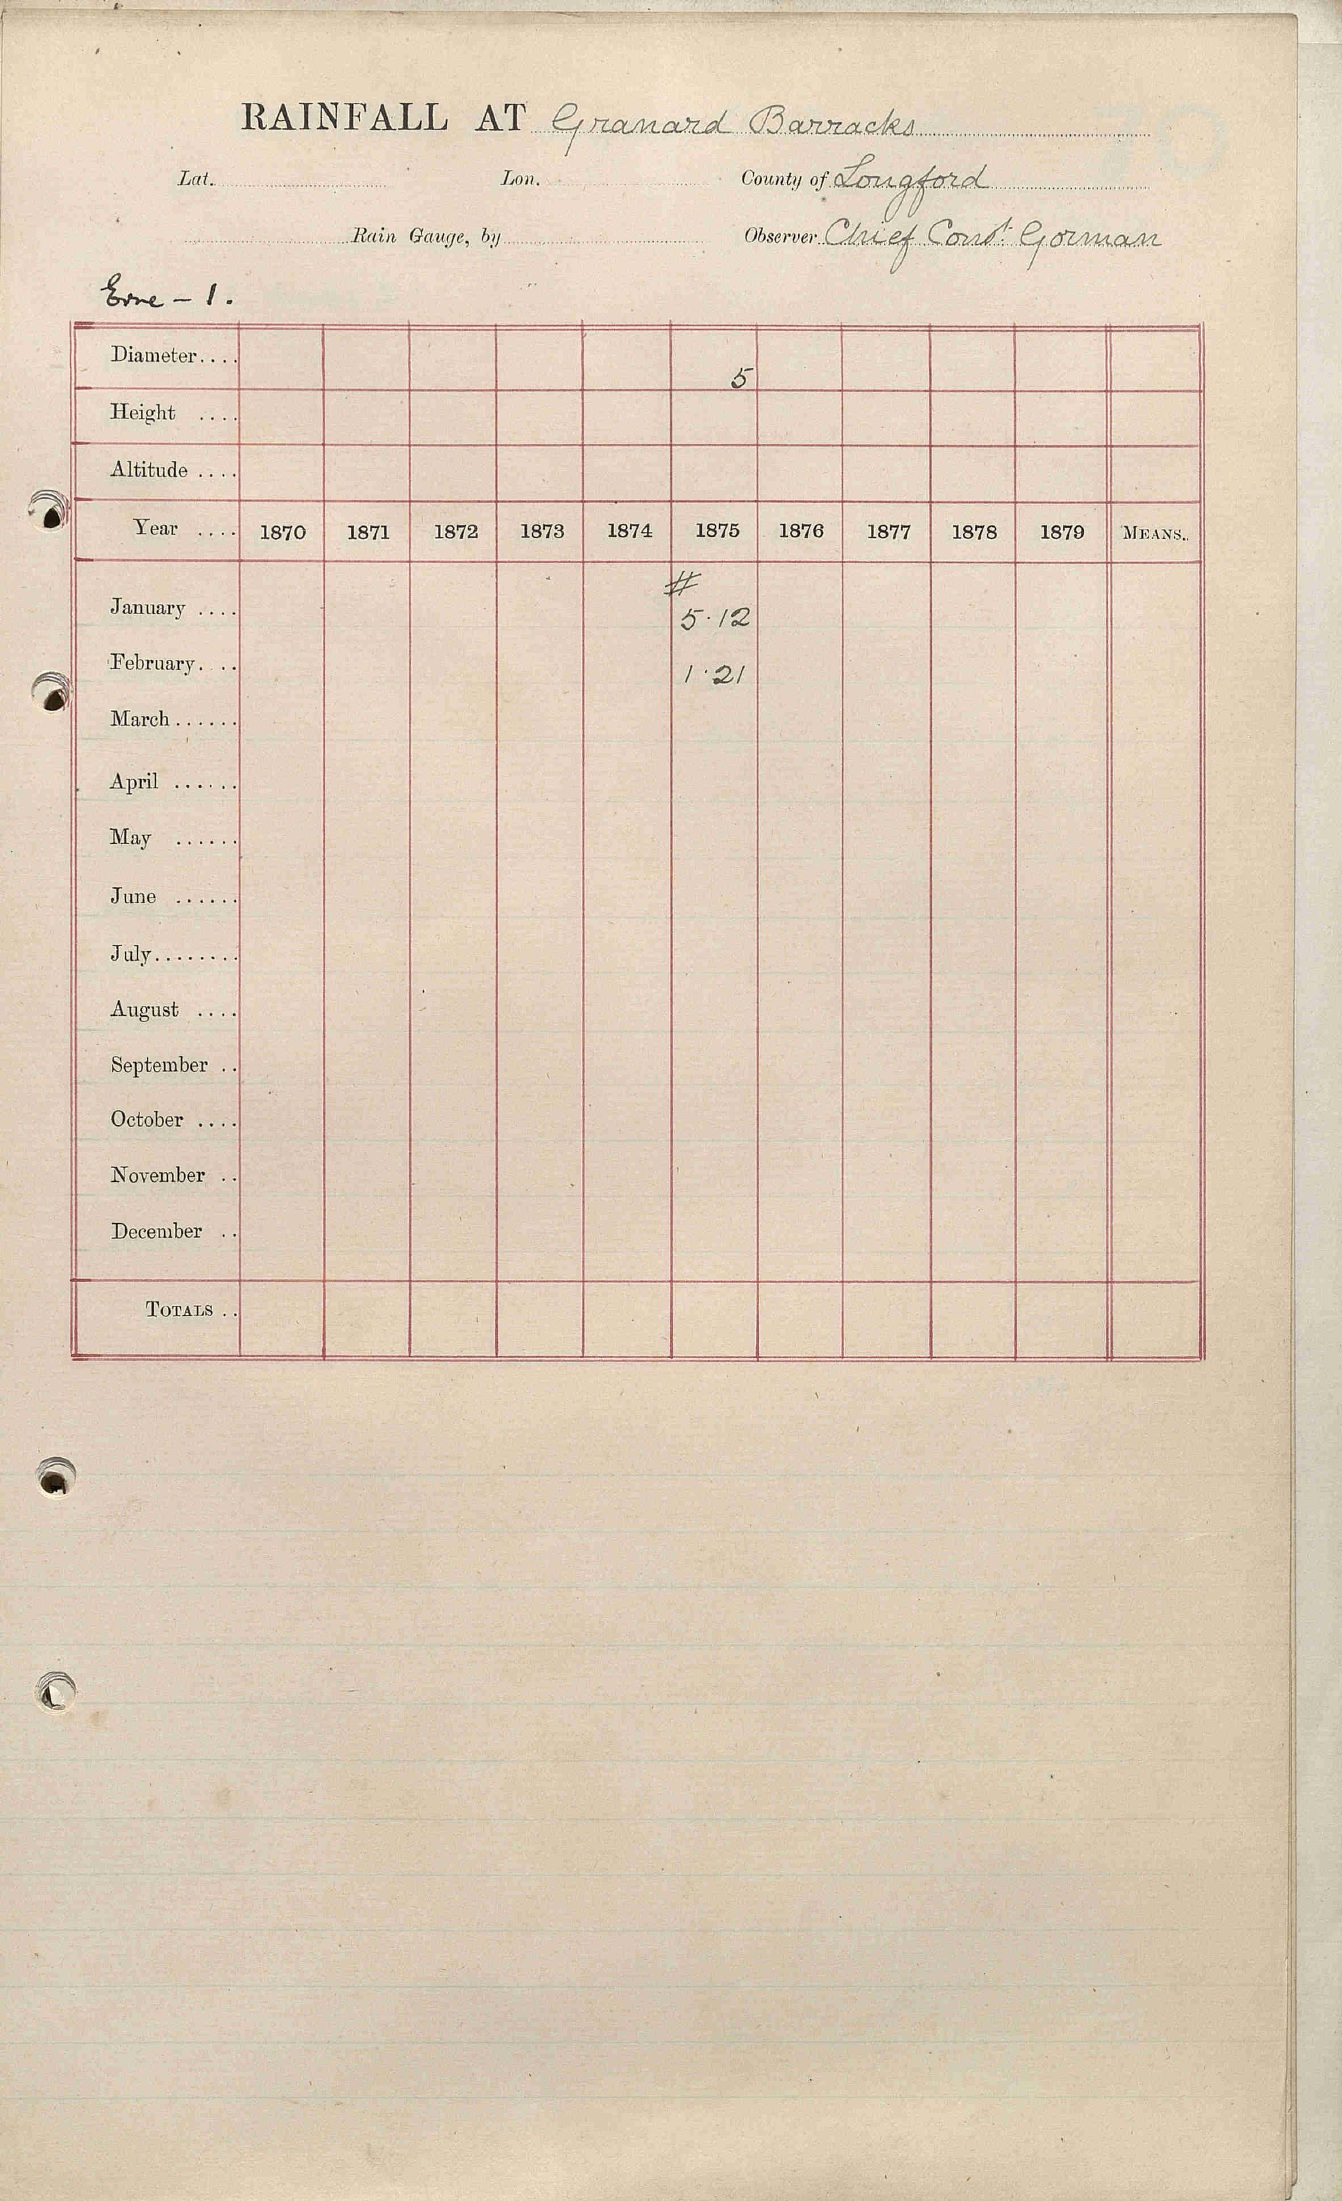 RAINFALL AT Granard Barracks
Lat. Lon. County of Longford
Rain Gauge, by Observer Chief Const. Gorman
Erne - 1.
Diameter.... 5
Height ....
Altitude ....
Year .... 1870 1871 1872 1873 1874 1875 1876 1877 1878 1879 MEANS.
#
January .... 5.12
February.... 1.21
March......
April ......
May ......
June ......
July........
August ....
September ..
October ....
November ..
December ..
TOTALS ..